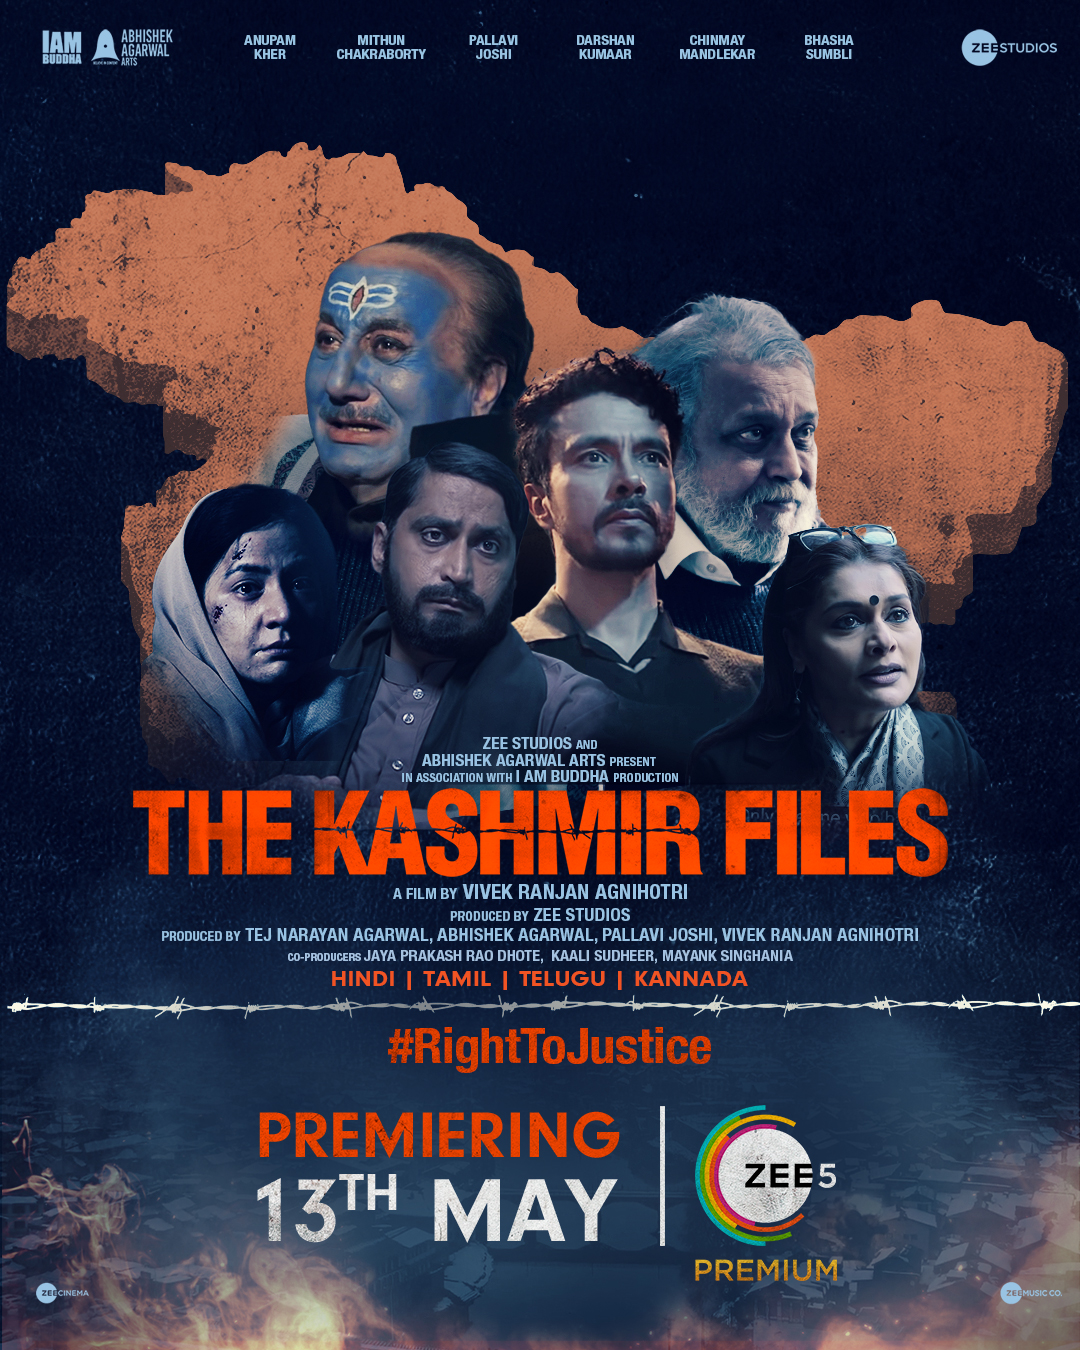 I AM
BUDDHA
ABHISHEK
AGARWAL
ARTS
ANUPAM
KHER
MITHUN
CHAKRABORTY
PALLAVI
JOSHI
DARSHAN
KUMAAR
CHINMAY
MANDLEKAR
BHASHA
SUMBLI
ZEESTUDIOS
ZEE STUDIOS AND
ABHISHEK AGARWAL ARTS PRESENT
IN ASSOCIATION WITH I AM BUDDHA PRODUCTION
THE KASHMIR FILES
A FILM BY VIVEK RANJAN AGNIHOTRI
PRODUCED BY ZEE STUDIOS
PRODUCED BY TEJ NARAYAN AGARWAL, ABHISHEK AGARWAL, PALLAVI JOSHI, VIVEK RANJAN AGNIHOTRI
CO-PRODUCERS JAYA PRAKASH RAO DHOTE, KAALI SUDHEER, MAYANK SINGHANIA
HINDI | TAMIL | TELUGU | KANNADA
#RightToJustice
PREMIERING
13TH MAY
ZEE5
PREMIUM
ZEECINEMA
ZEEMUSIC CO.